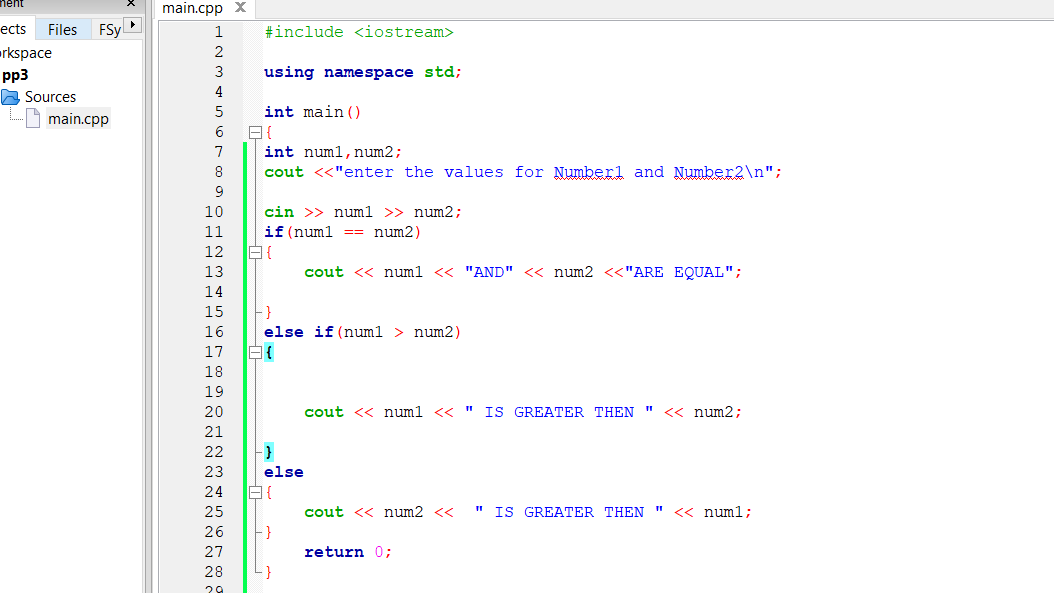 ment ×
ects Files FSy
main.cpp
rkspace
pp3
Sources
main.cpp
1 #include <iostream>
2
3 using namespace std;
4
5 int main()
6 {
7 int num1,num2;
8 cout <<"enter the values for Number1 and Number2\n";
9
10 cin >> num1 >> num2;
11 if(num1 == num2)
12 {
13 cout << num1 << "AND" << num2 <<"ARE EQUAL";
14
15 }
16 else if(num1 > num2)
17 {
18
19
20 cout << num1 << " IS GREATER THEN " << num2;
21
22 }
23 else
24 {
25 cout << num2 <<  " IS GREATER THEN " << num1;
26 }
27 return 0;
28 }
29